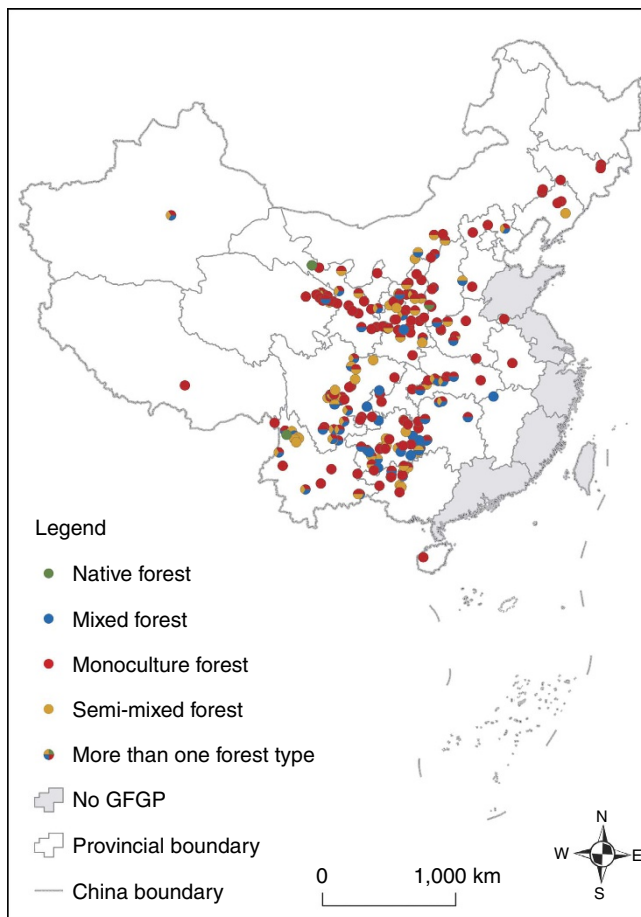 Legend
Native forest
Mixed forest
Monoculture forest
Semi-mixed forest
More than one forest type
No GFGP
Provincial boundary
China boundary
0 1,000 km
N
W E
S